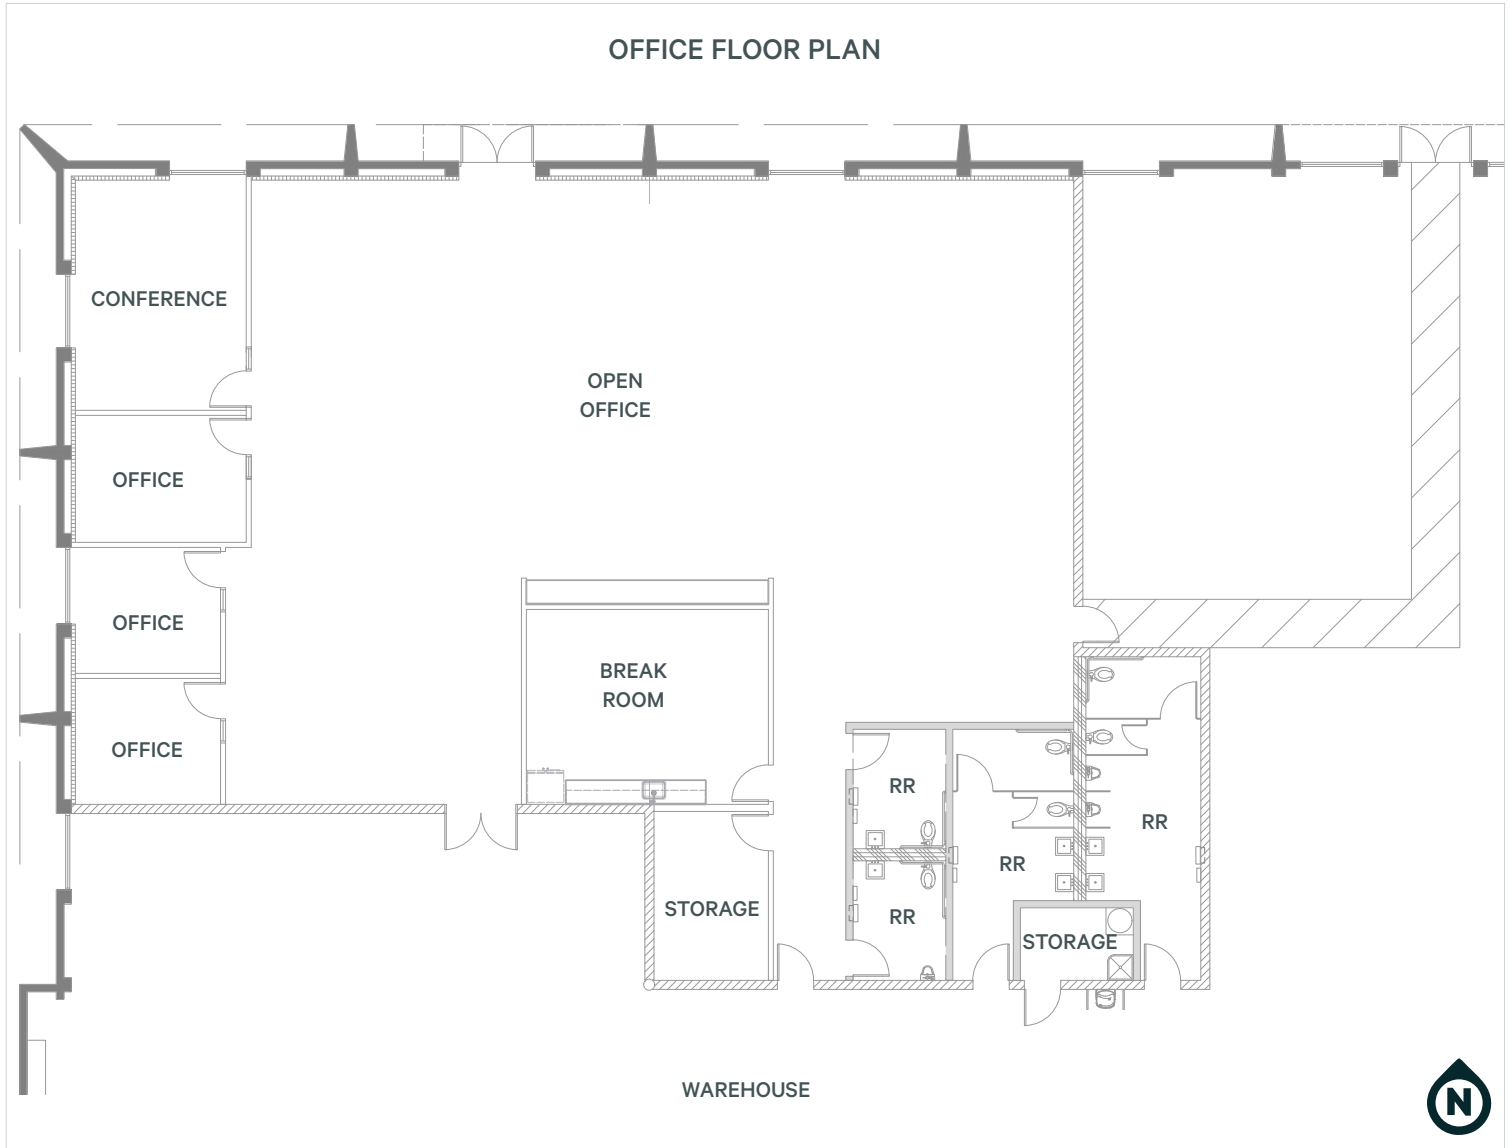 OFFICE FLOOR PLAN
CONFERENCE
OPEN
OFFICE
OFFICE
OFFICE
BREAK
ROOM
OFFICE
RR
RR
RR
STORAGE
RR
STORAGE
WAREHOUSE
N